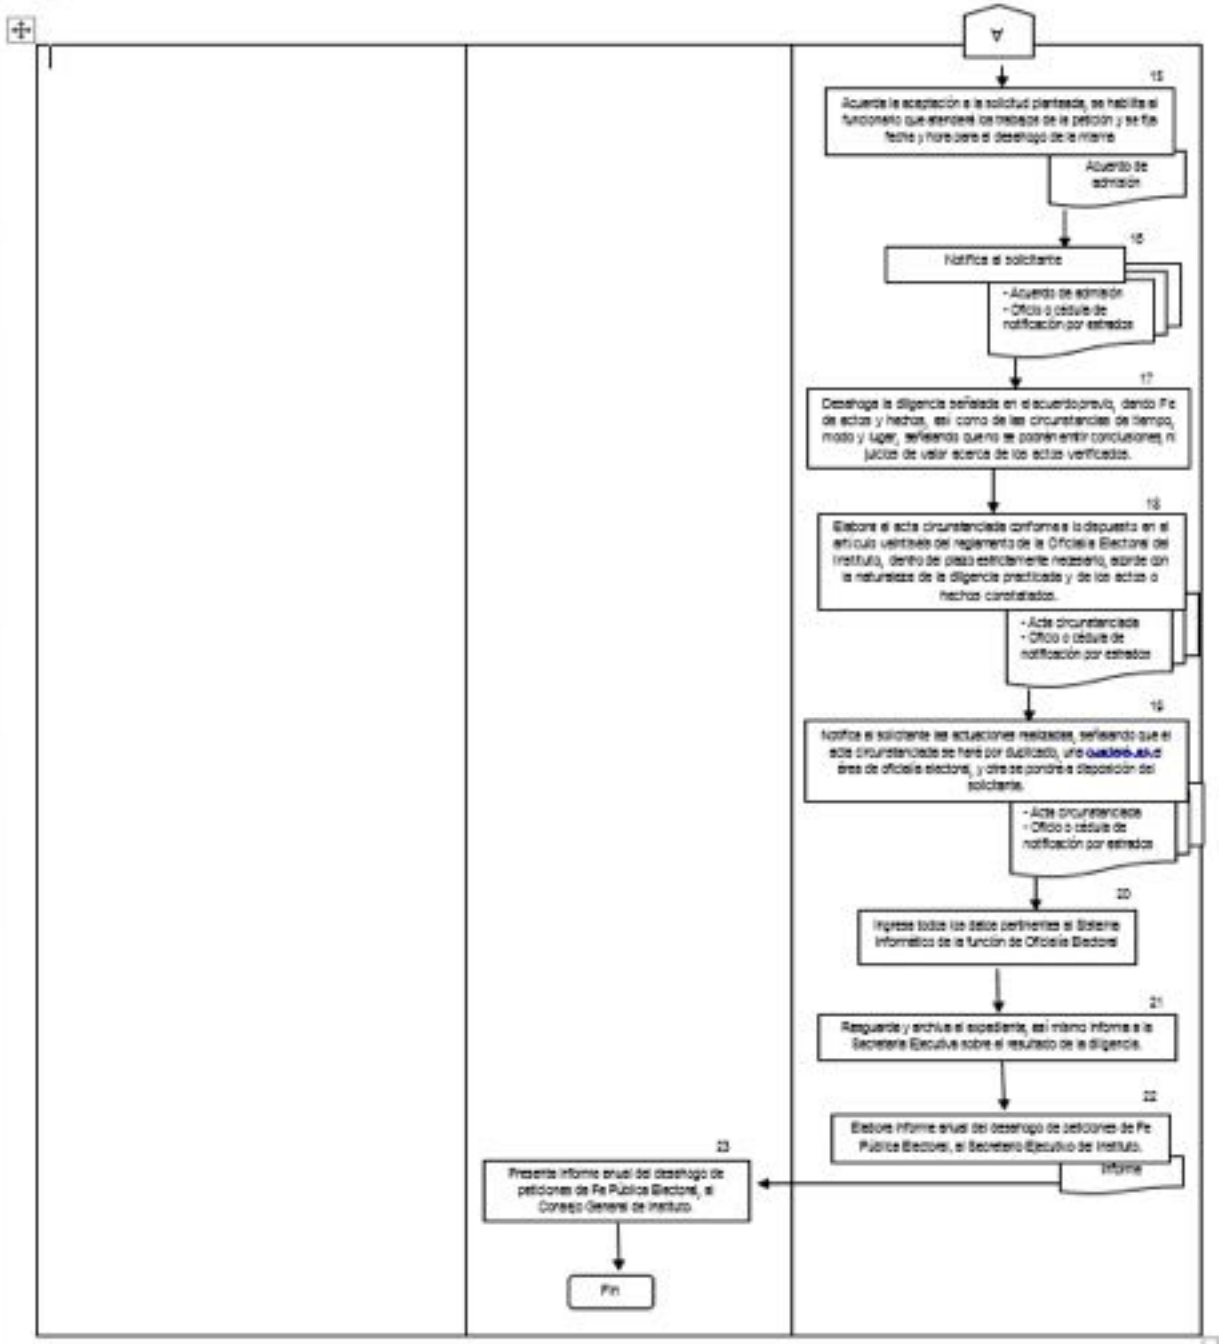 A
15
Acuerda la aceptación a la solicitud planteada, se habilita al
funcionario que atenderá los trabajos de la petición y se fija
fecha y hora para el desahogo de la misma
Acuerdo de
admisión
16
Notifica al solicitante
- Acuerdo de admisión
- Oficio o cédula de
notificación por estrados
17
Desahoga la diligencia señalada en el acuerdo previo, dando Fe
de actos y hechos, así como de las circunstancias de tiempo,
modo y lugar, señalando que no se podrán emitir conclusiones, ni
juicios de valor acerca de los actos verificados.
18
Elabora el acta circunstanciada conforme a lo dispuesto en el
artículo veintiséis del reglamento de la Oficialía Electoral del
Instituto, dentro del plazo estrictamente necesario, acorde con
la naturaleza de la diligencia practicada y de los actos o
hechos constatados.
- Acta circunstanciada
- Oficio o cédula de
notificación por estrados
19
Notifica al solicitante las actuaciones realizadas, señalando que el
acta circunstanciada se hará por duplicado, una
área de oficialía electoral, y otra se pondrá a disposición del
solicitante.
- Acta circunstanciada
- Oficio o cédula de
notificación por estrados
20
Ingresa todos los datos pertinentes al Sistema
Informático de la función de Oficialía Electoral
21
Resguarda y archiva el expediente, así mismo informa a la
Secretaría Ejecutiva sobre el resultado de la diligencia.
22
Elabora informe anual del desahogo de peticiones de Fe
Pública Electoral, al Secretario Ejecutivo del Instituto.
Informe
23
Presenta informe anual del desahogo de
peticiones de Fe Pública Electoral, al
Consejo General de Instituto.
Fin